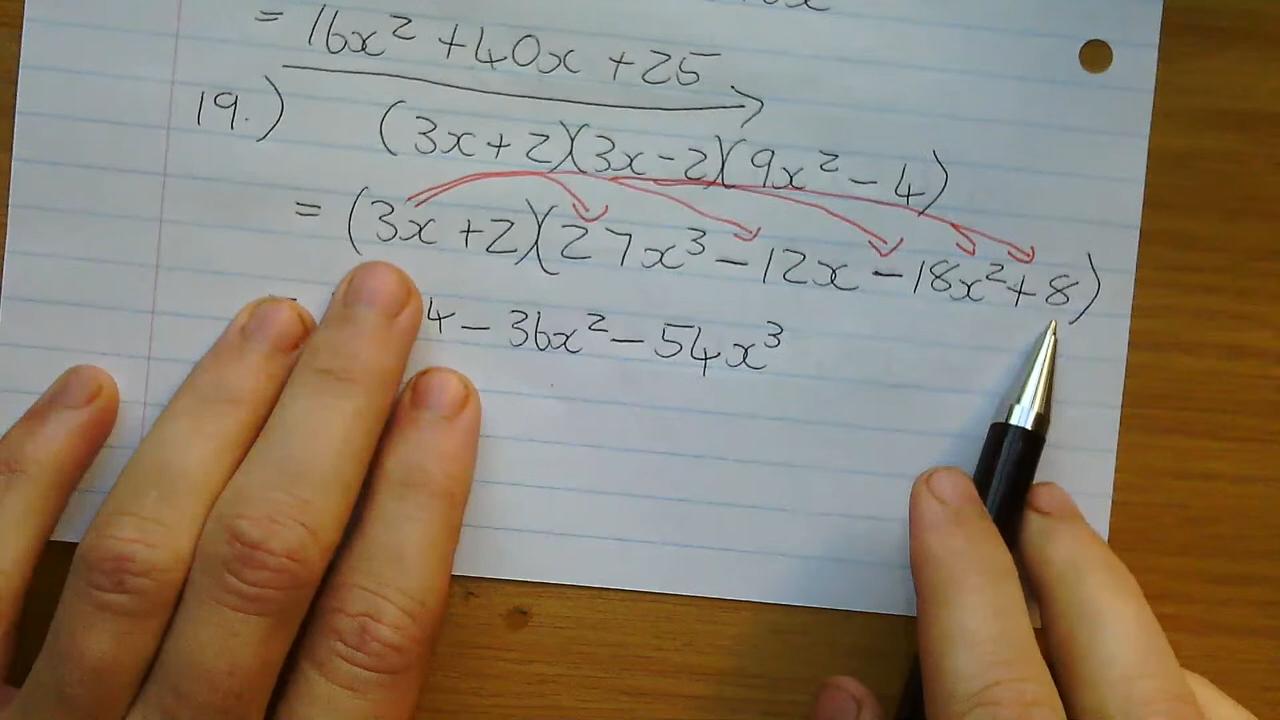 = 16x² + 40x + 25
19.) (3x+2)(3x-2)(9x²-4)
= (3x+2)(27x³-12x-18x²+8)
4 - 36x² - 54x³